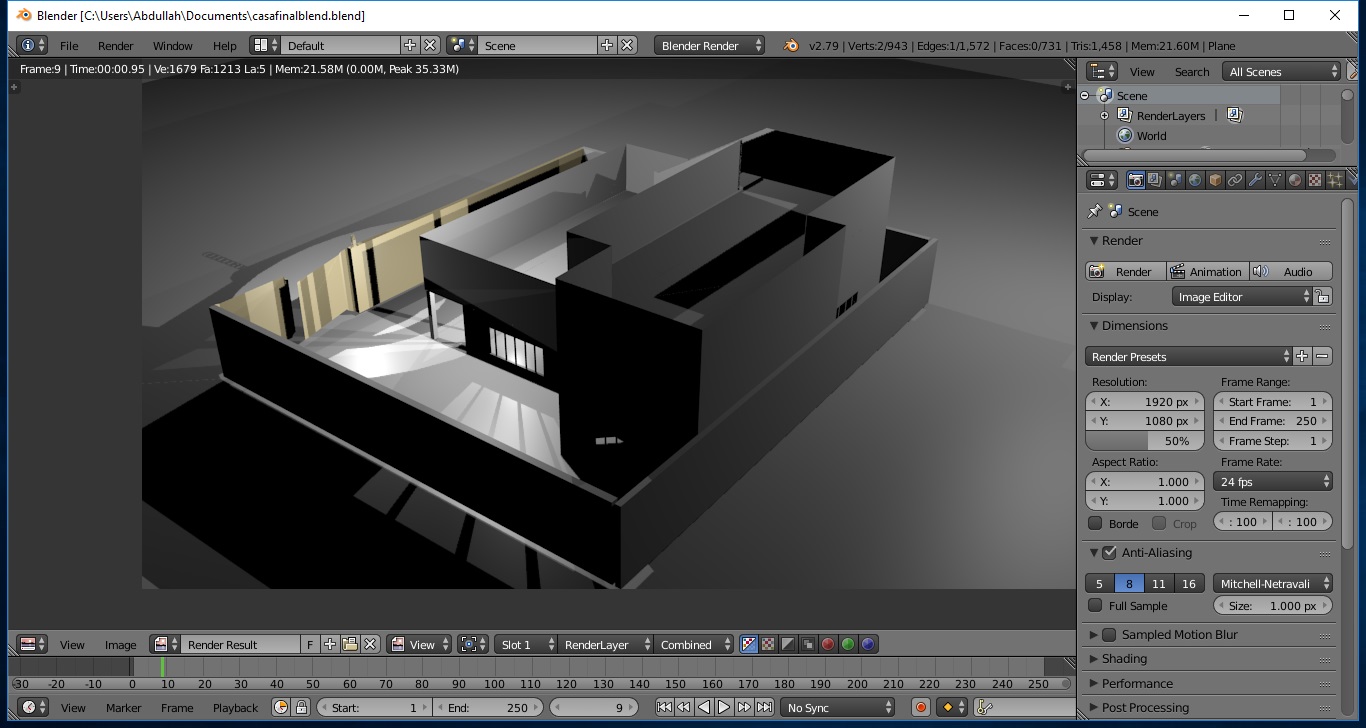 Blender [C:\Users\Abdullah\Documents\casafinalblend.blend]
File Render Window Help Default Scene Blender Render v2.79 | Verts:2/943 | Edges:1/1,572 | Faces:0/731 | Tris:1,458 | Mem:21.60M | Plane
Frame:9 | Time:00:00.95 | Ve:1679 Fa:1213 La:5 | Mem:21.58M (0.00M, Peak 35.33M)
View Search All Scenes
Scene
RenderLayers |
World
Scene
Render
Render Animation Audio
Display: Image Editor
Dimensions
Render Presets
Resolution: Frame Range:
X: 1920 px Start Frame: 1
Y: 1080 px End Frame: 250
50% Frame Step: 1
Aspect Ratio: Frame Rate:
X: 1.000 24 fps
Y: 1.000 Time Remapping:
Borde Crop : 100 : 100
Anti-Aliasing
5 8 11 16 Mitchell-Netravali
Full Sample Size: 1.000 px
Sampled Motion Blur
Shading
Performance
Post Processing
View Image Render Result F View Slot 1 RenderLayer Combined
-30 -20 -10 0 10 20 30 40 50 60 70 80 90 100 110 120 130 140 150 160 170 180 190 200 210 220 230 240 250
View Marker Frame Playback Start: 1 End: 250 9 No Sync